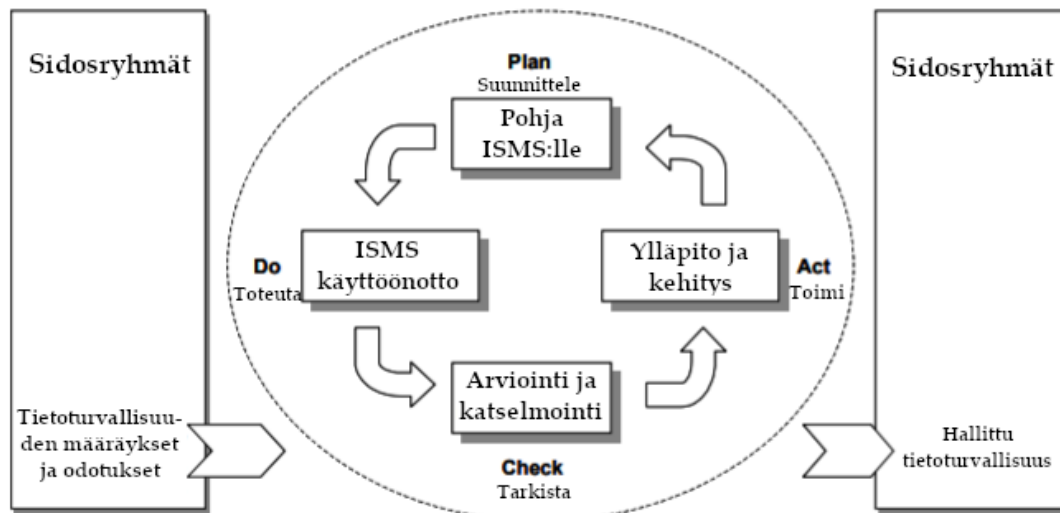 Sidosryhmät
Tietoturvallisuu-
den määräykset
ja odotukset
Plan
Suunnittele
Pohja
ISMS:lle
Do
Toteuta
ISMS
käyttöönotto
Ylläpito ja
kehitys
Act
Toimi
Arviointi ja
katselmointi
Check
Tarkista
Sidosryhmät
Hallittu
tietoturvallisuus